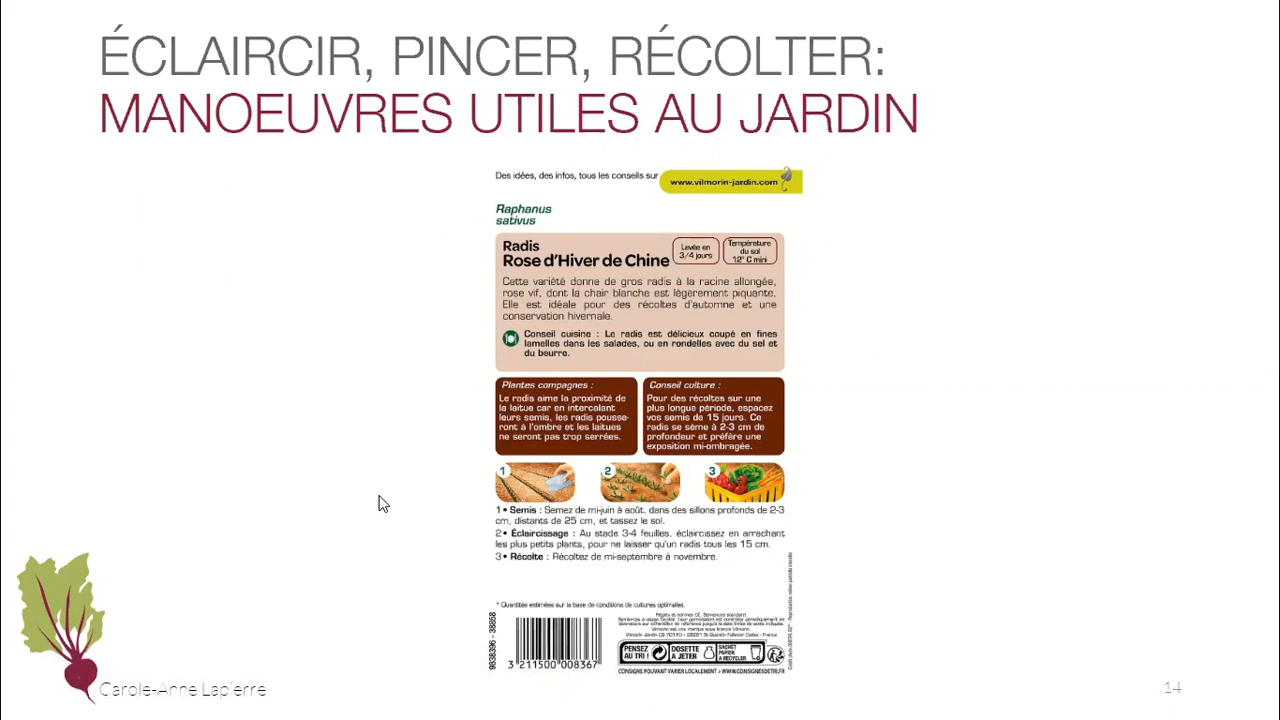 ÉCLAIRCIR, PINCER, RÉCOLTER:
MANOEUVRES UTILES AU JARDIN
Des idées, des infos, tous les conseils sur
www.vilmorin-jardin.com
Raphanus
sativus
Radis
Rose d'Hiver de Chine
Levée en
3/4 jours
Température
du sol
12° C mini
Cette variété donne de gros radis à la racine allongée,
rose vif, dont la chair blanche est légèrement piquante.
Elle est idéale pour des récoltes d'automne et une
conservation hivernale.
Conseil cuisine : Le radis est délicieux coupé en fines
lamelles dans les salades, ou en rondelles avec du sel et
du beurre.
Plantes compagnes :
Le radis aime la proximité de
la laitue car en intercalant
leurs semis, les radis pousse-
ront à l'ombre et les laitues
ne seront pas trop serrées.
Conseil culture :
Pour des récoltes sur une
plus longue période, espacez
vos semis de 15 jours. Ce
radis se sème à 2-3 cm de
profondeur et préfère une
exposition mi-ombragée.
1
2
3
1• Semis : Semez de mi-juin à août, dans des sillons profonds de 2-3
cm, distants de 25 cm, et tassez le sol.
2• Éclaircissage : Au stade 3-4 feuilles, éclaircissez en arrachant
les plus petits plants, pour ne laisser qu'un radis tous les 15 cm.
3• Récolte : Récoltez de mi-septembre à novembre.
* Quantités estimées sur la base de conditions de cultures optimales.
Règles et normes CE. Semences standard.
3 211500 008367
PENSEZ
AU TRI !
DOSETTE
A JETER
SACHET
PAPIER
A RECYCLER
CONSIGNE POUVANT VARIER LOCALEMENT > WWW.CONSIGNESDETRI.FR
Carole-Anne Lapierre
14